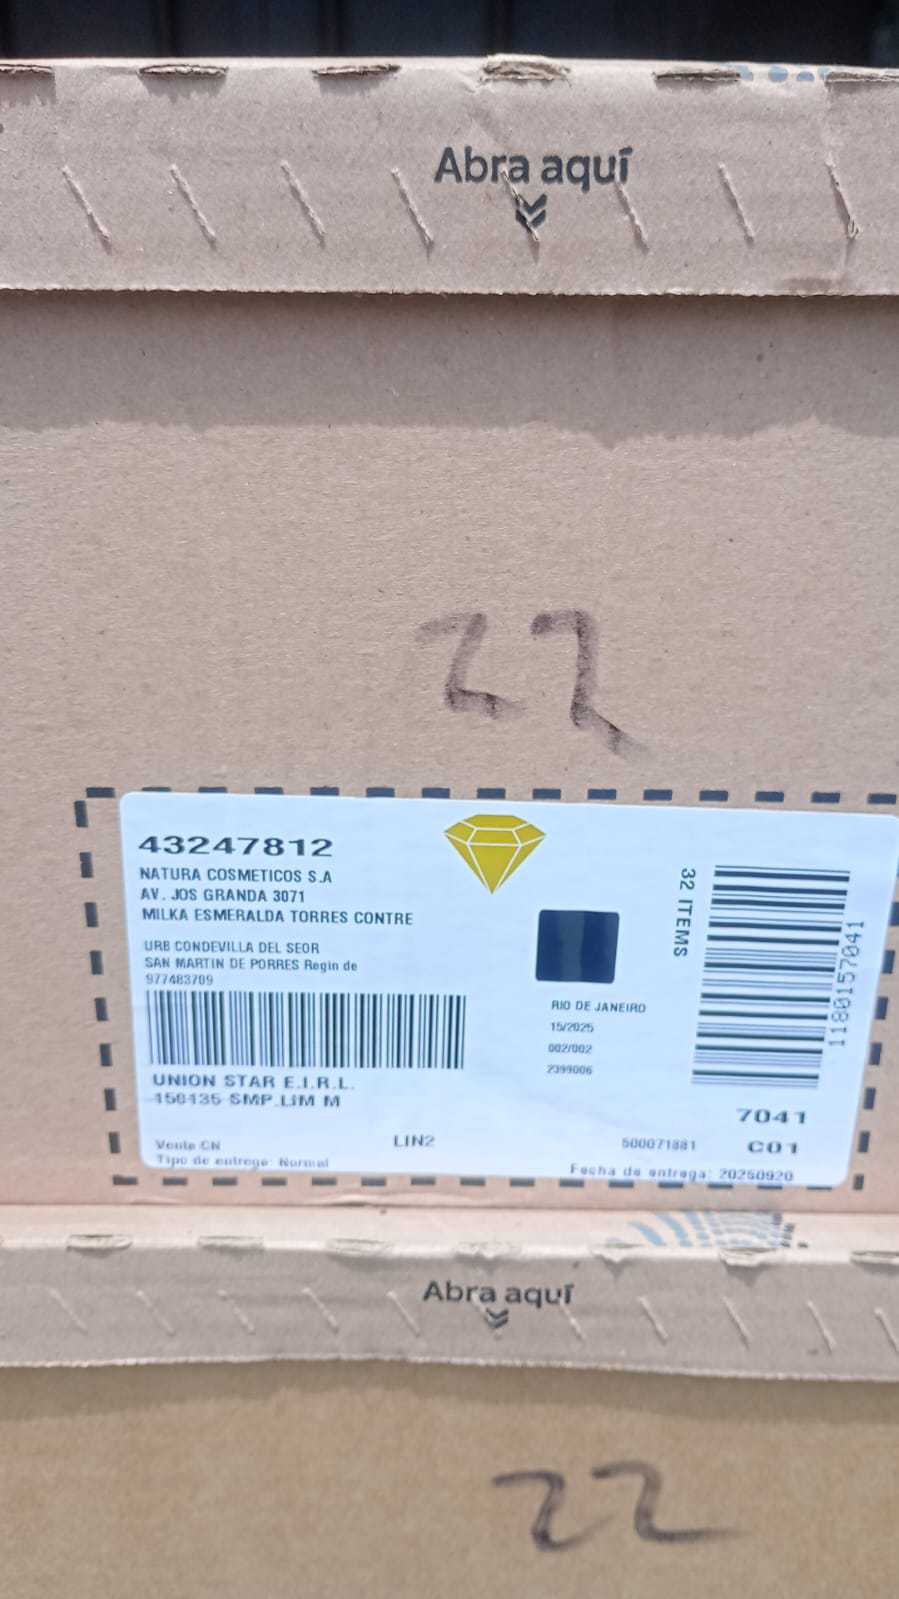 Abra aquí
22
43247812
NATURA COSMETICOS S.A
AV. JOS GRANDA 3071
MILKA ESMERALDA TORRES CONTRE
URB CONDEVILLA DEL SEOR
SAN MARTIN DE PORRES Regin de
977483709
32 ITEMS
1180157041
RIO DE JANEIRO
15/2025
002/002
2399006
UNION STAR E.I.R.L.
150135 SMP.LIM M
7041
Venta CN
LIN2
500071881
C01
Tipo de entrega: Normal
Fecha de entrega: 20250920
Abra aquí
22